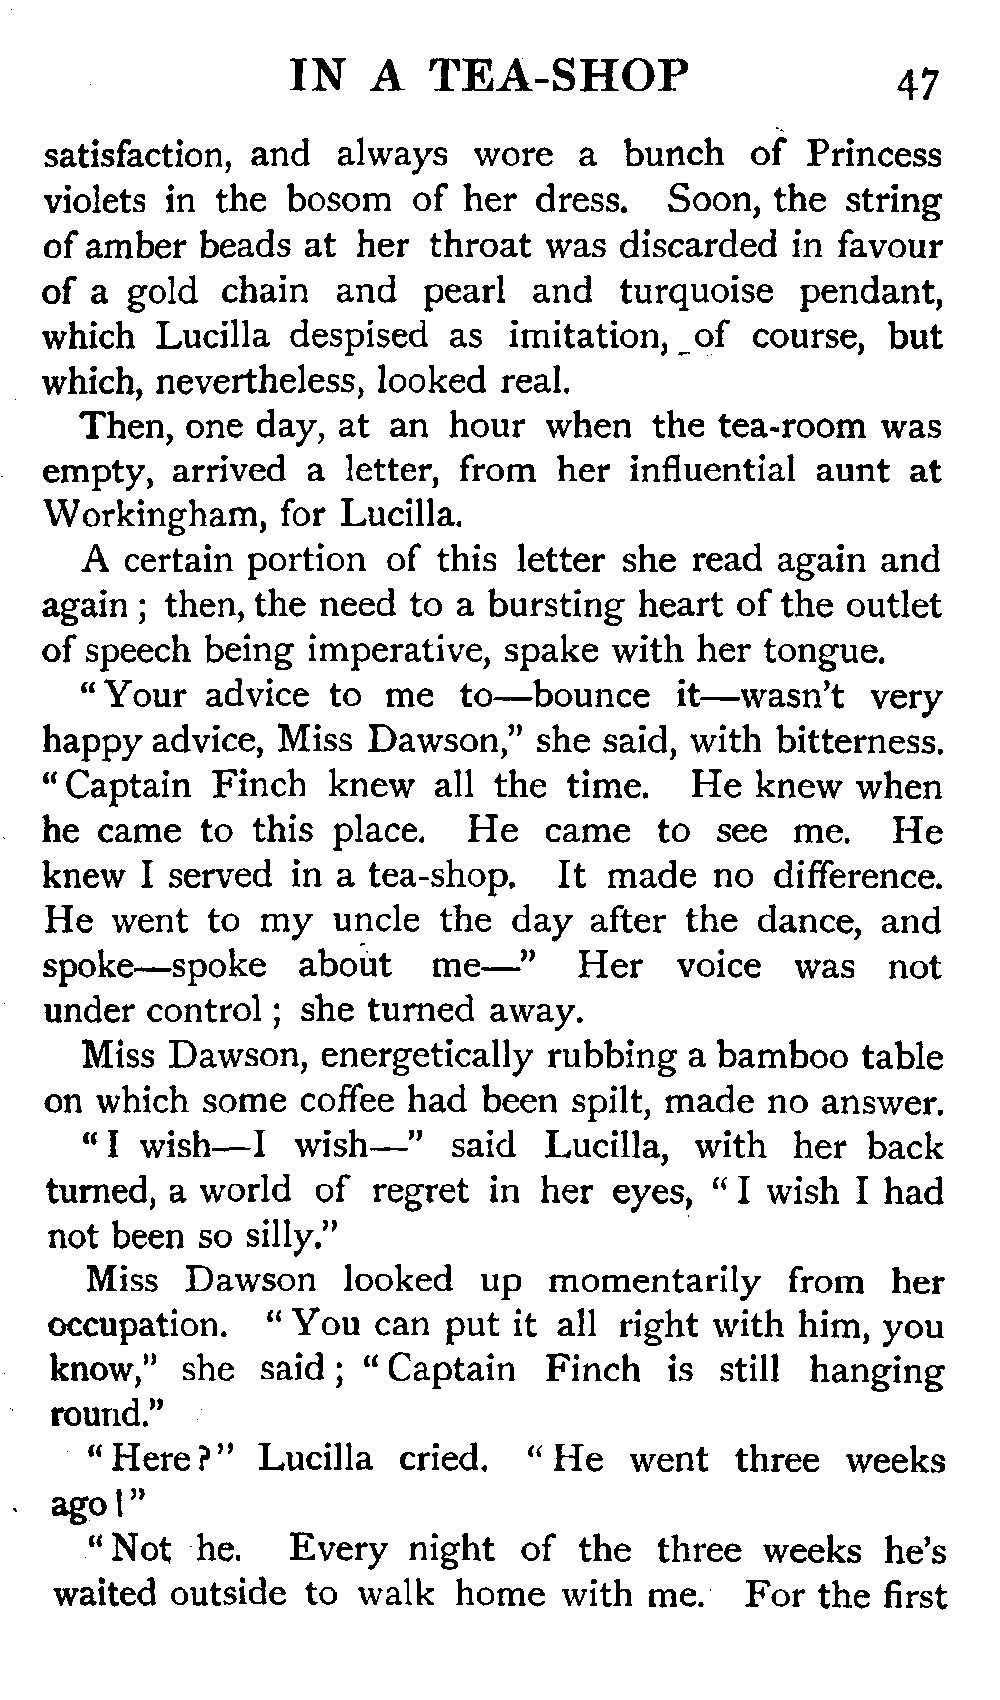 IN A TEA-SHOP 47
satisfaction, and always wore a bunch of Princess
violets in the bosom of her dress. Soon, the string
of amber beads at her throat was discarded in favour
of a gold chain and pearl and turquoise pendant,
which Lucilla despised as imitation, of course, but
which, nevertheless, looked real.
Then, one day, at an hour when the tea-room was
empty, arrived a letter, from her influential aunt at
Workingham, for Lucilla.
A certain portion of this letter she read again and
again ; then, the need to a bursting heart of the outlet
of speech being imperative, spake with her tongue.
"Your advice to me to—bounce it—wasn't very
happy advice, Miss Dawson," she said, with bitterness.
"Captain Finch knew all the time. He knew when
he came to this place. He came to see me. He
knew I served in a tea-shop. It made no difference.
He went to my uncle the day after the dance, and
spoke—spoke about me—" Her voice was not
under control ; she turned away.
Miss Dawson, energetically rubbing a bamboo table
on which some coffee had been spilt, made no answer.
"I wish—I wish—" said Lucilla, with her back
turned, a world of regret in her eyes, "I wish I had
not been so silly."
Miss Dawson looked up momentarily from her
occupation. "You can put it all right with him, you
know," she said ; "Captain Finch is still hanging
round."
"Here?" Lucilla cried. "He went three weeks
ago!"
"Not he. Every night of the three weeks he's
waited outside to walk home with me. For the first